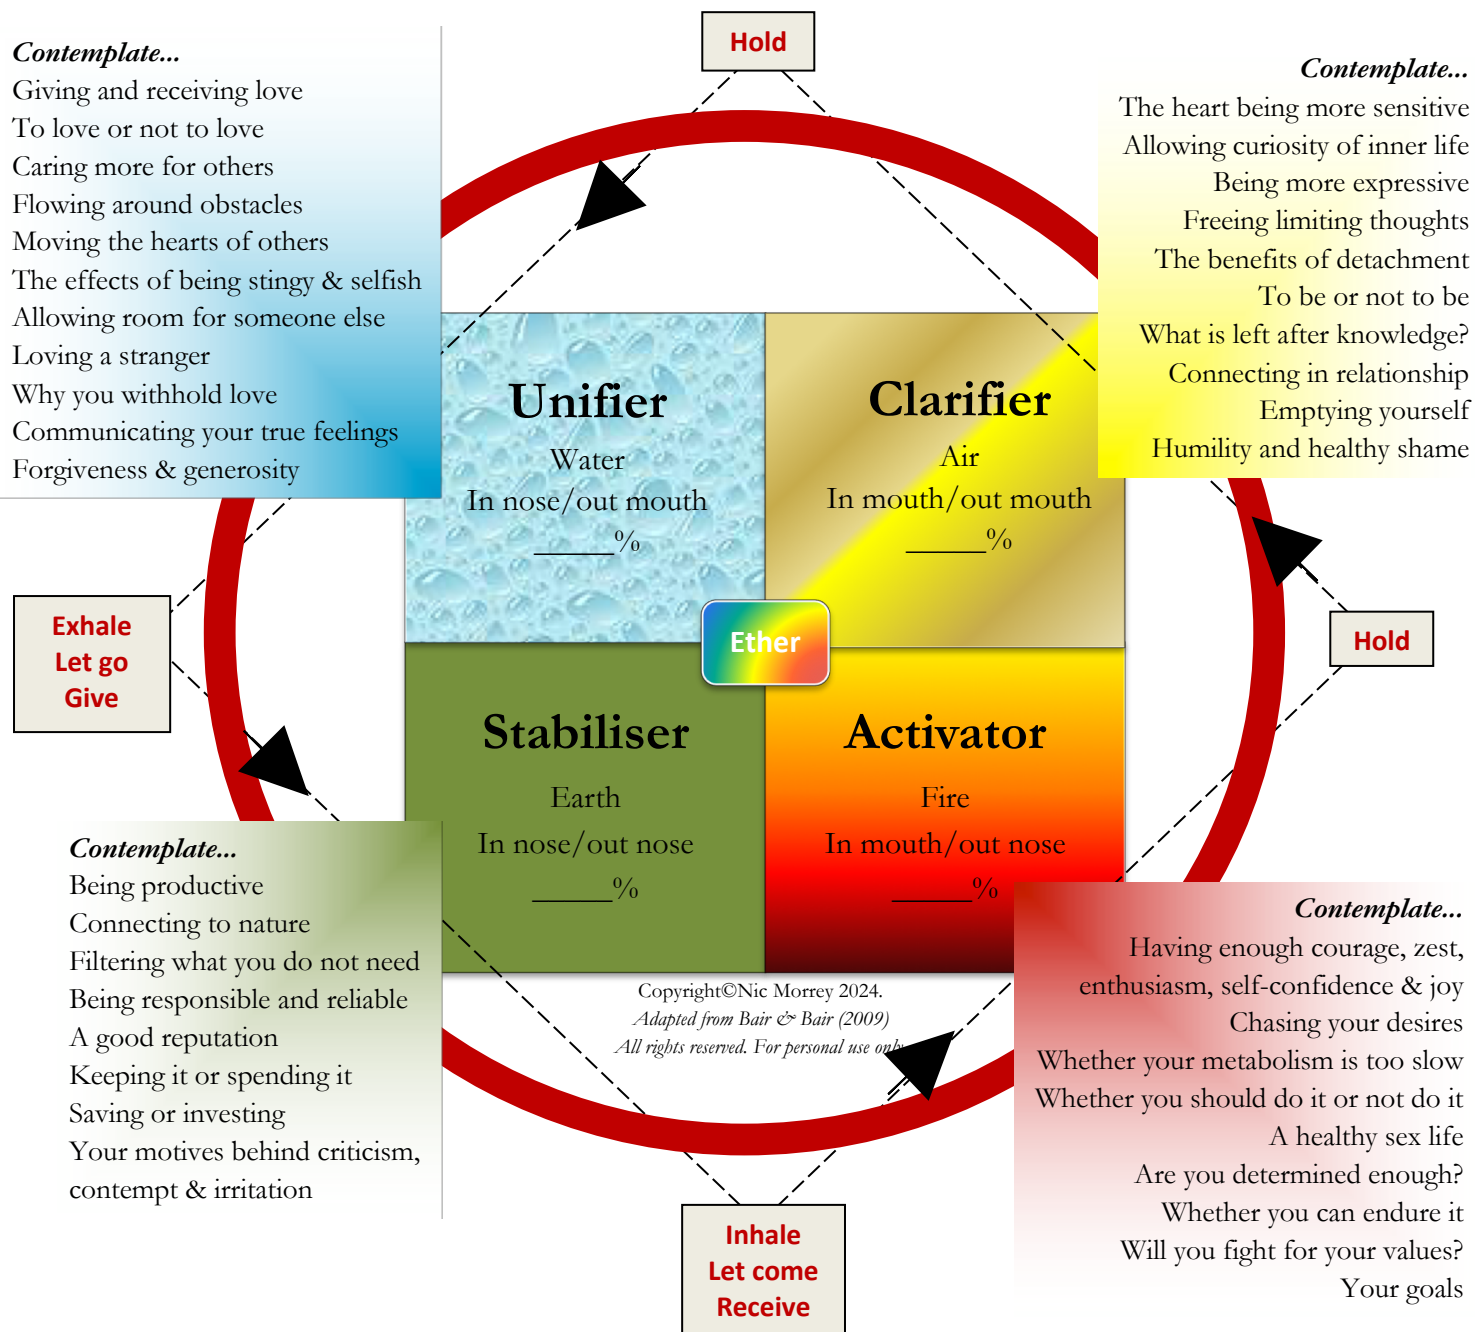 Hold
Contemplate...
Giving and receiving love
To love or not to love
Caring more for others
Flowing around obstacles
Moving the hearts of others
The effects of being stingy & selfish
Allowing room for someone else
Loving a stranger
Why you withhold love
Communicating your true feelings
Forgiveness & generosity
Contemplate...
The heart being more sensitive
Allowing curiosity of inner life
Being more expressive
Freeing limiting thoughts
The benefits of detachment
To be or not to be
What is left after knowledge?
Connecting in relationship
Emptying yourself
Humility and healthy shame
Unifier
Water
In nose/out mouth
_____%
Clarifier
Air
In mouth/out mouth
_____%
Exhale
Let go
Give
Ether
Hold
Stabiliser
Earth
In nose/out nose
_____%
Activator
Fire
In mouth/out nose
_____%
Contemplate...
Being productive
Connecting to nature
Filtering what you do not need
Being responsible and reliable
A good reputation
Keeping it or spending it
Saving or investing
Your motives behind criticism,
contempt & irritation
Copyright©Nic Morrey 2024.
Adapted from Bair & Bair (2009)
All rights reserved. For personal use only
Contemplate...
Having enough courage, zest,
enthusiasm, self-confidence & joy
Chasing your desires
Whether your metabolism is too slow
Whether you should do it or not do it
A healthy sex life
Are you determined enough?
Whether you can endure it
Will you fight for your values?
Your goals
Inhale
Let come
Receive